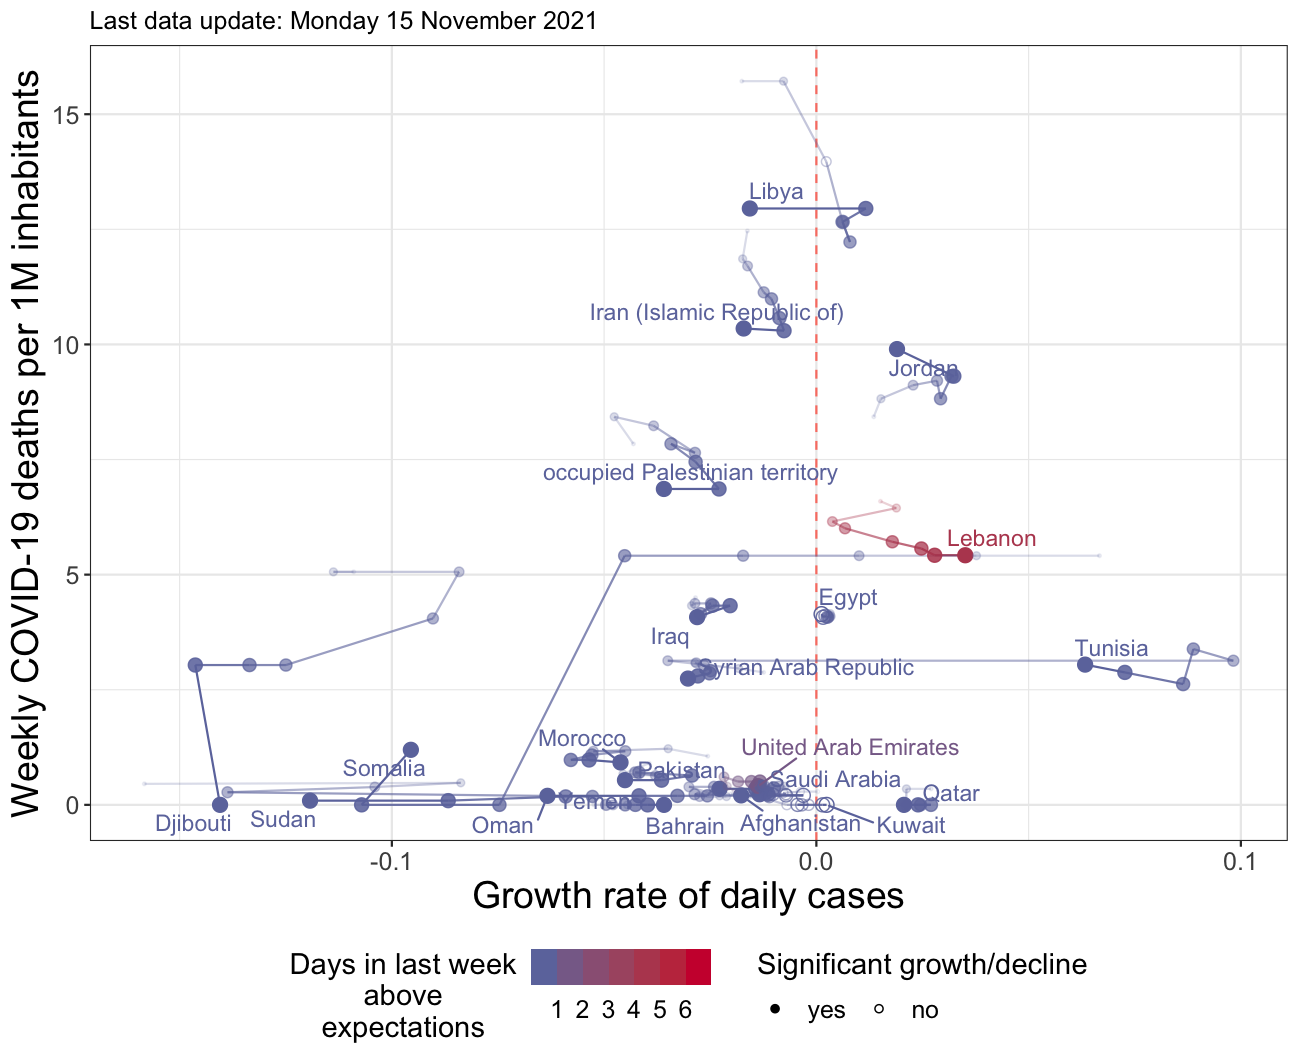 Last data update: Monday 15 November 2021
Weekly COVID-19 deaths per 1M inhabitants
15
10
5
0
Libya
Iran (Islamic Republic of)
Jordan
occupied Palestinian territory
Lebanon
Egypt
Iraq
Tunisia
Syrian Arab Republic
Morocco
United Arab Emirates
Somalia
Pakistan
Saudi Arabia
Yemen
Qatar
Djibouti
Sudan
Oman
Bahrain
Afghanistan
Kuwait
-0.1
0.0
0.1
Growth rate of daily cases
Days in last week
above
expectations
1 2 3 4 5 6
Significant growth/decline
yes
no